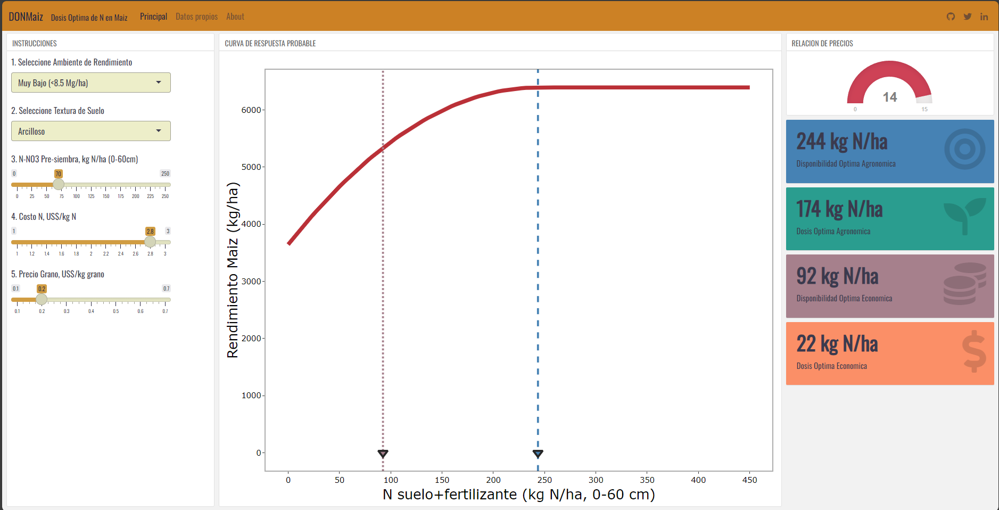 DONMaiz Dosis Optima de N en Maiz Principal Datos propios About
INSTRUCCIONES
1. Seleccione Ambiente de Rendimiento
Muy Bajo (<8.5 Mg/ha)
2. Seleccione Textura de Suelo
Arcilloso
3. N-NO3 Pre-siembra, kg N/ha (0-60cm)
0 70 250
0 25 50 75 100 125 150 175 200 225 250
4. Costo N, US$/kg N
1 2.8 3
1 1.2 1.4 1.6 1.8 2 2.2 2.4 2.6 2.8 3
5. Precio Grano, US$/kg grano
0.1 0.2 0.7
0.1 0.2 0.3 0.4 0.5 0.6 0.7
CURVA DE RESPUESTA PROBABLE
Rendimiento Maiz (kg/ha)
6000
5000
4000
3000
2000
1000
0
0 50 100 150 200 250 300 350 400 450
N suelo+fertilizante (kg N/ha, 0-60 cm)
RELACION DE PRECIOS
14
0 15
244 kg N/ha
Disponibilidad Optima Agronomica
174 kg N/ha
Dosis Optima Agronomica
92 kg N/ha
Disponibilidad Optima Economica
22 kg N/ha
Dosis Optima Economica